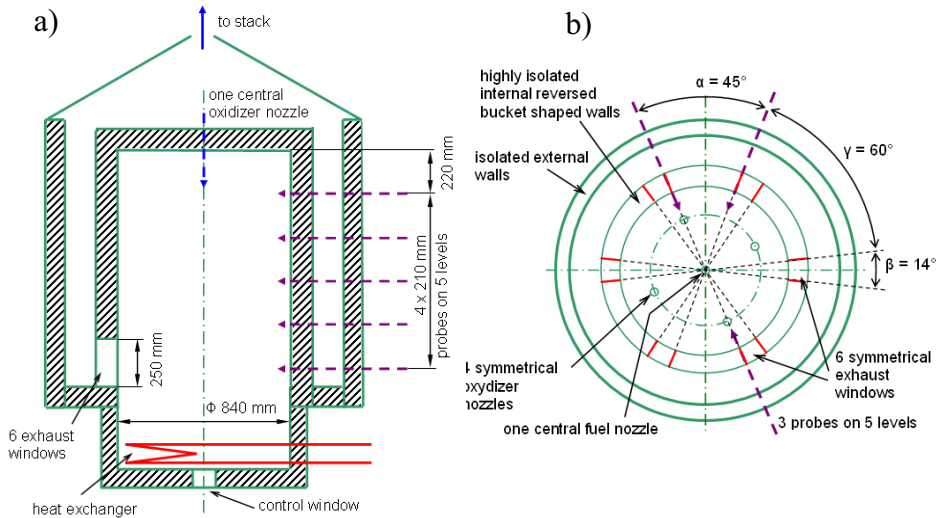 a)
to stack
one central
oxidizer nozzle
220 mm
4 x 210 mm
probes on 5 levels
250 mm
Φ 840 mm
6 exhaust
windows
heat exchanger
control window
b)
highly isolated
internal reversed
bucket shaped walls
α = 45°
isolated external
walls
γ = 60°
β = 14°
4 symmetrical
oxydizer
nozzles
6 symmetrical
exhaust
windows
one central fuel nozzle
3 probes on 5 levels